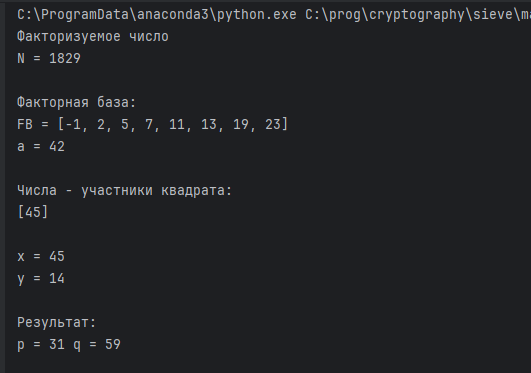 C:\ProgramData\anaconda3\python.exe C:\prog\cryptography\sieve\ma
Факторизуемое число
N = 1829
Факторная база:
FB = [-1, 2, 5, 7, 11, 13, 19, 23]
a = 42
Числа - участники квадрата:
[45]
x = 45
y = 14
Результат:
p = 31 q = 59